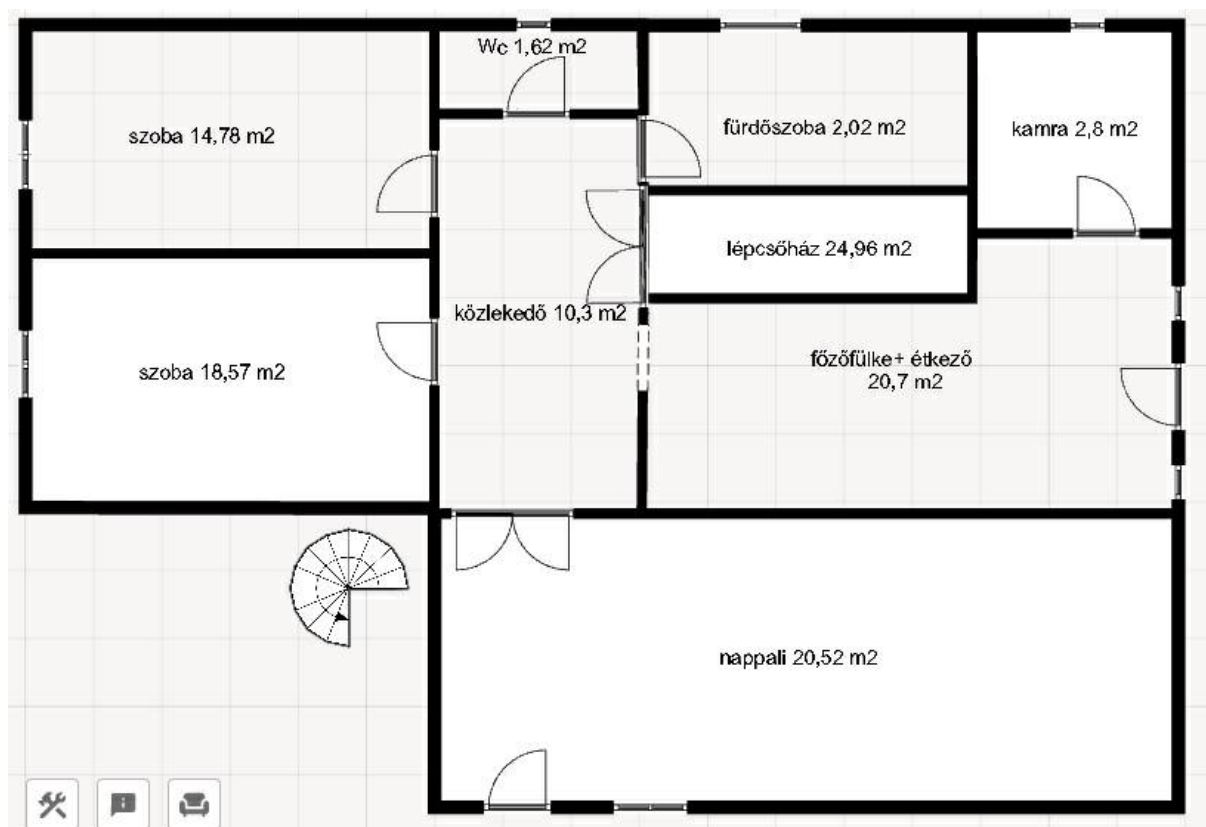 Wc 1,62 m2
szoba 14,78 m2
fürdőszoba 2,02 m2
kamra 2,8 m2
lépcsőház 24,96 m2
közlekedő 10,3 m2
szoba 18,57 m2
főzőfülke+ étkező
20,7 m2
nappali 20,52 m2